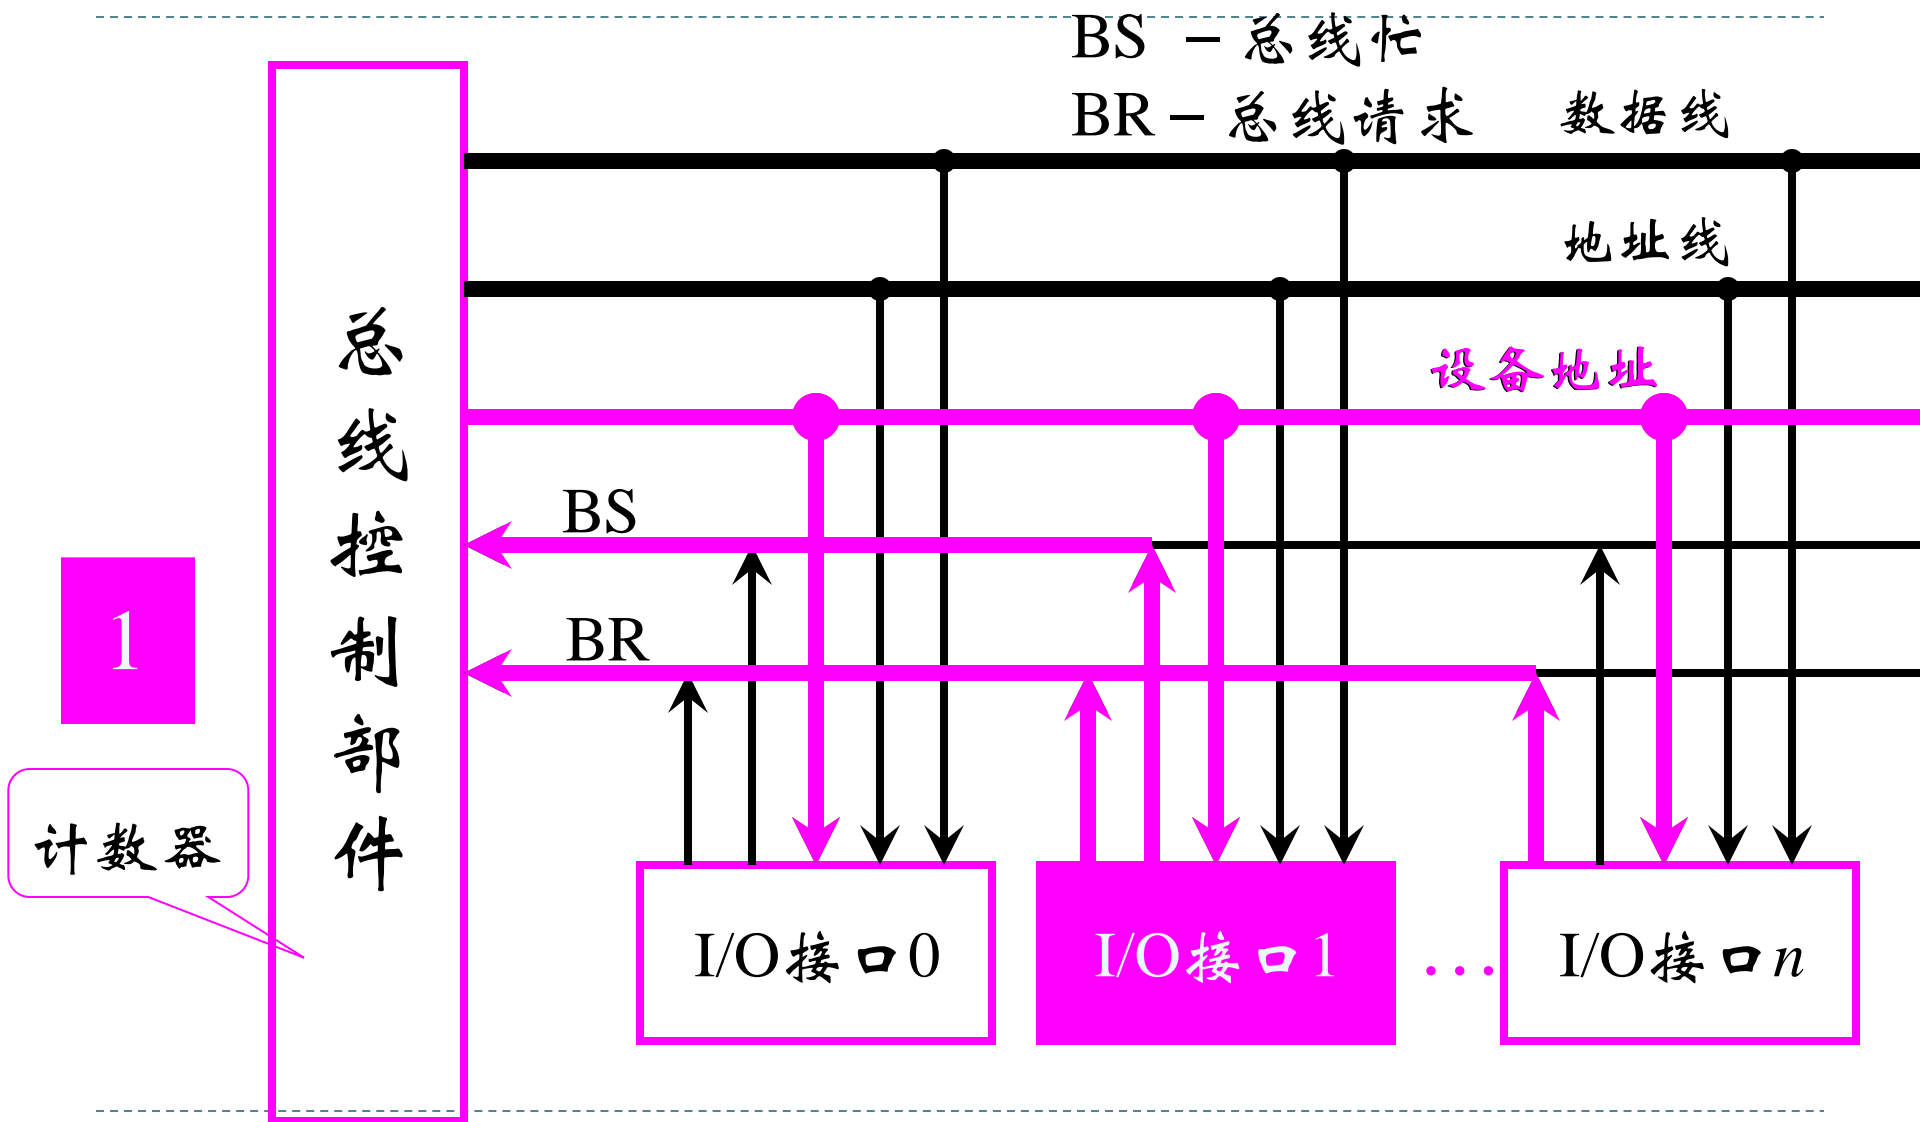 BS －总线忙
BR－总线请求
数据线
地址线
设备地址
总线控制部件
BS
BR
1
计数器
I/O接口0
I/O接口1
…
I/O接口n